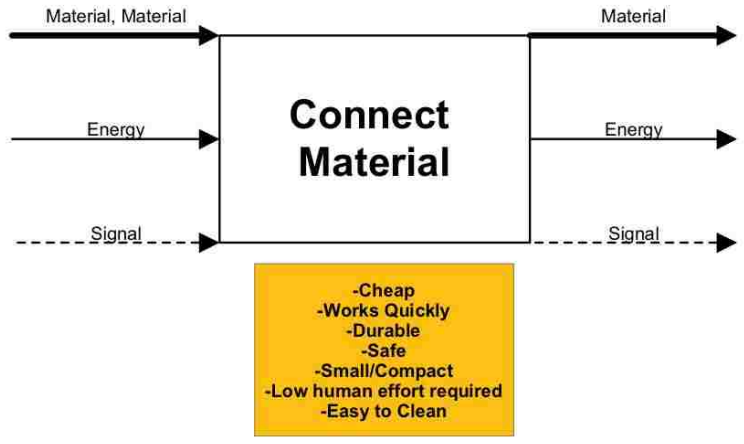 Material, Material
Material
Energy
Connect
Material
Energy
Signal
Signal
-Cheap
-Works Quickly
-Durable
-Safe
-Small/Compact
-Low human effort required
-Easy to Clean